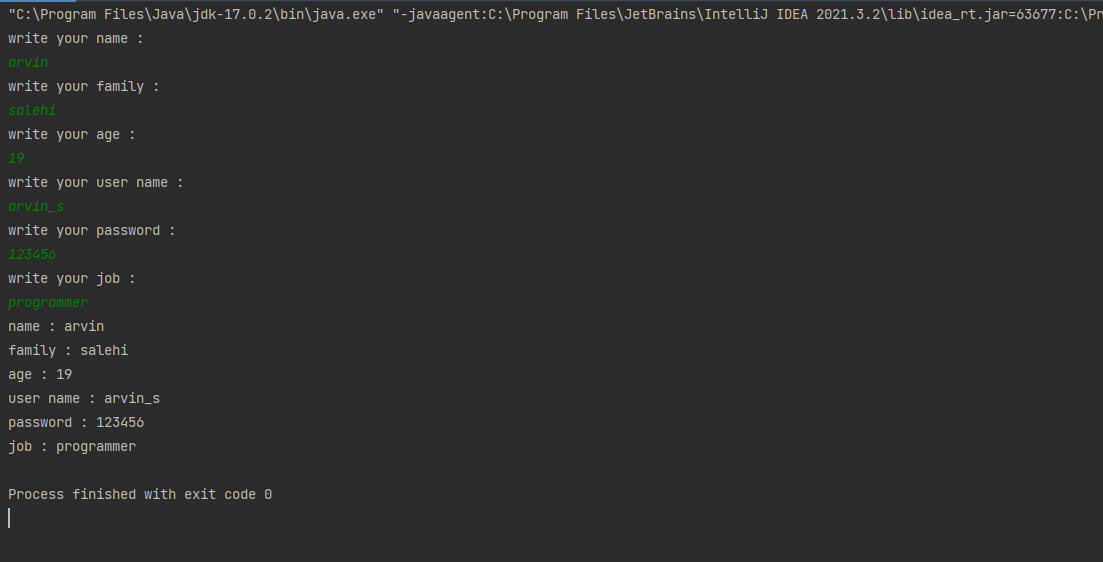 "C:\Program Files\Java\jdk-17.0.2\bin\java.exe" "-javaagent:C:\Program Files\JetBrains\IntelliJ IDEA 2021.3.2\lib\idea_rt.jar=63677:C:\Pr
write your name :
arvin
write your family :
salehi
write your age :
19
write your user name :
arvin_s
write your password :
123456
write your job :
programmer
name : arvin
family : salehi
age : 19
user name : arvin_s
password : 123456
job : programmer
Process finished with exit code 0